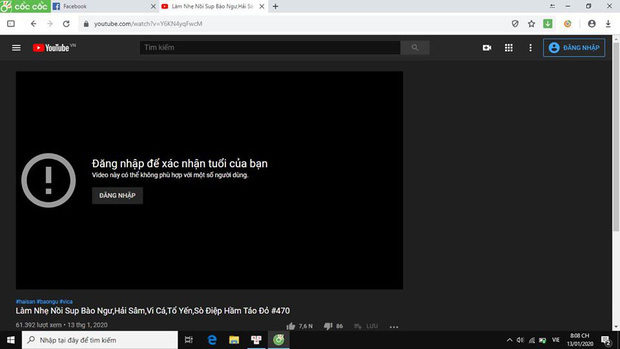 cốc cốc
Facebook
Làm Nhẹ Nồi Sup Bào Ngư,Hải Sâ
youtube.com/watch?v=Y6KN4yqFwcM
YouTube VN
Tìm kiếm
ĐĂNG NHẬP
Đăng nhập để xác nhận tuổi của bạn
Video này có thể không phù hợp với một số người dùng.
ĐĂNG NHẬP
#haisan #baongu #vica
Làm Nhẹ Nồi Sup Bào Ngư,Hải Sâm,Vi Cá,Tổ Yến,Sò Điệp Hầm Táo Đỏ #470
61.392 lượt xem • 13 thg 1, 2020
7,6 N
86
LƯU
Nhập tại đây để tìm kiếm
VIE
8:08 CH
13/01/2020